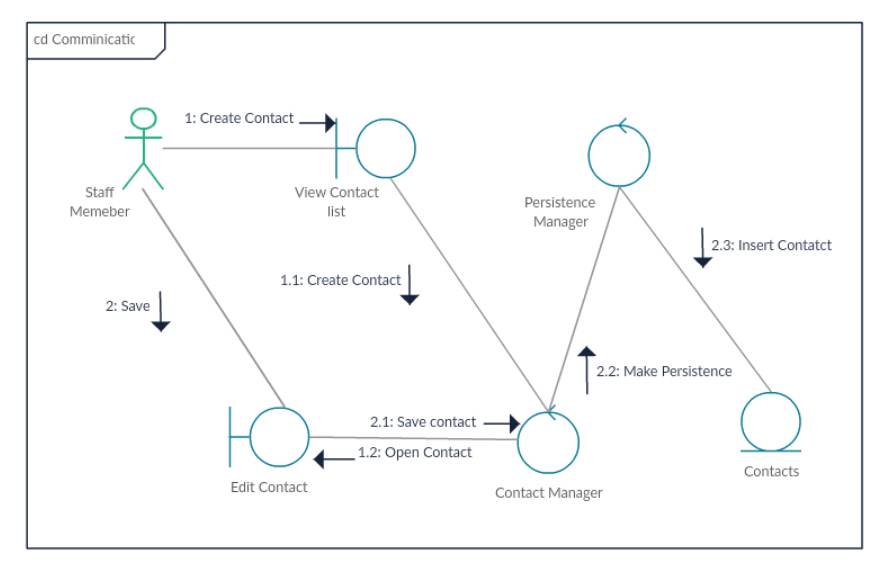 cd Comminicatic
1: Create Contact
Staff
Memeber
View Contact
list
Persistence
Manager
2.3: Insert Contatct
1.1: Create Contact
2: Save
2.2: Make Persistence
2.1: Save contact
1.2: Open Contact
Edit Contact
Contact Manager
Contacts